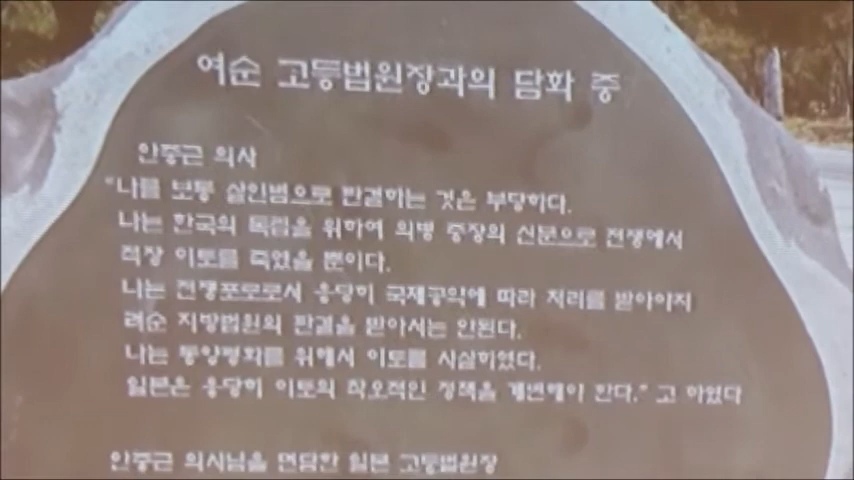 여순 고등법원장과의 담화 중
안중근 의사
"나를 보통 살인범으로 판결하는 것은 부당하다.
나는 한국의 독립을 위하여 의병 중장의 신분으로 전쟁에서
적장 이토를 죽였을 뿐이다.
나는 전쟁포로로서 응당히 국제공약에 따라 처리를 받아야지
려순 지방법원의 판결을 받아서는 안된다.
나는 동양평화를 위해서 이토를 사살하였다.
일본은 응당히 이토의 착오적인 정책을 개변해야 한다." 고 하였다
안중근 의사님을 면담한 일본 고등법원장